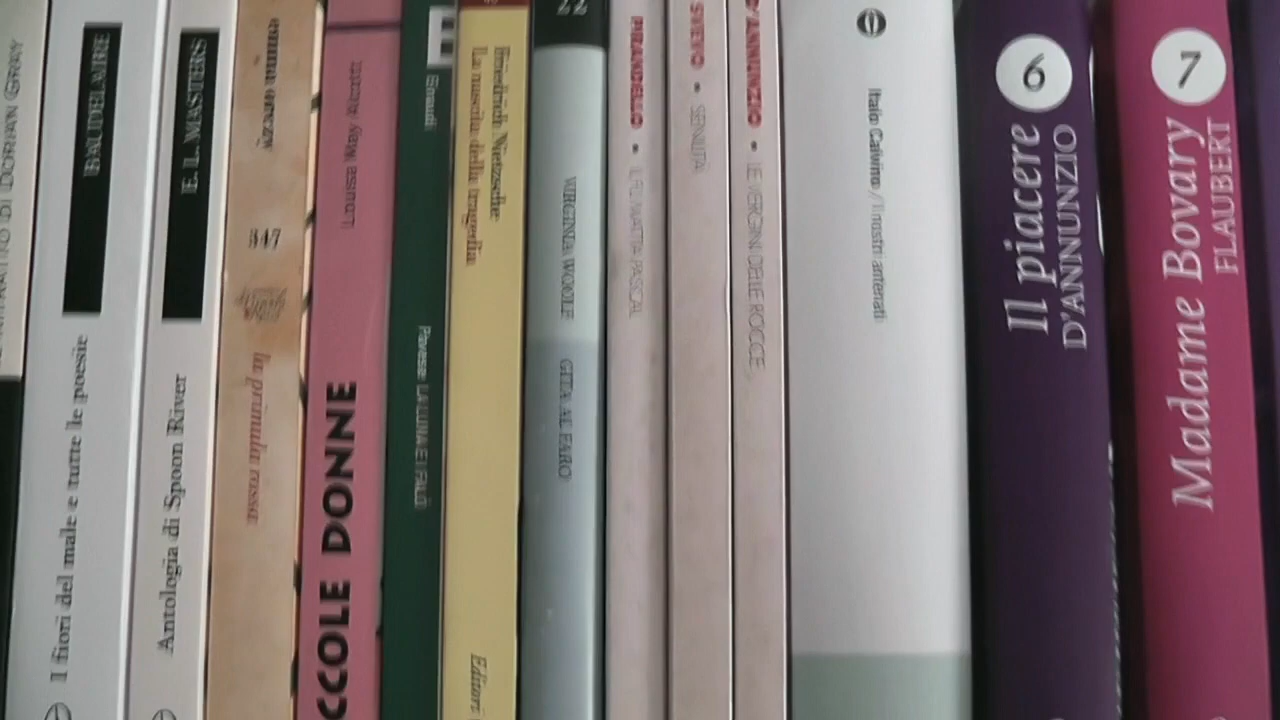 DI DORIAN GRAY
BAUDELAIRE
I fiori del male e tutte le poesie
E. L. MASTERS
Antologia di Spoon River
347
la primula rossa
Louisa May Alcott
CCOLE DONNE
Einaudi
Pavese LA LUNA E I FALÒ
Friedrich Nietzsche
La nascita della tragedia
Editori
22
VIRGINIA WOOLF
GITA AL FARO
PIRANDELLO • IL FU MATTIA PASCAL
SVEVO • SENILITÀ
D'ANNUNZIO • LE VERGINI DELLE ROCCE
Italo Calvino / I nostri antenati
6
Il piacere
D'ANNUNZIO
7
Madame Bovary
FLAUBERT